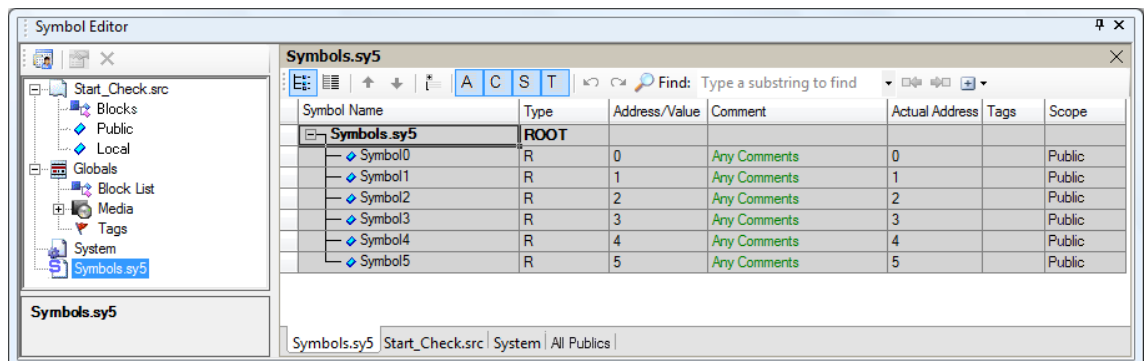 Symbol Editor
Start_Check.src
Blocks
Public
Local
Globals
Block List
Media
Tags
System
Symbols.sy5
Symbols.sy5
Symbols.sy5
A C S T Find: Type a substring to find
Symbol Name Type Address/Value Comment Actual Address Tags Scope
Symbols.sy5 ROOT
Symbol0 R 0 Any Comments 0 Public
Symbol1 R 1 Any Comments 1 Public
Symbol2 R 2 Any Comments 2 Public
Symbol3 R 3 Any Comments 3 Public
Symbol4 R 4 Any Comments 4 Public
Symbol5 R 5 Any Comments 5 Public
Symbols.sy5 Start_Check.src System All Publics